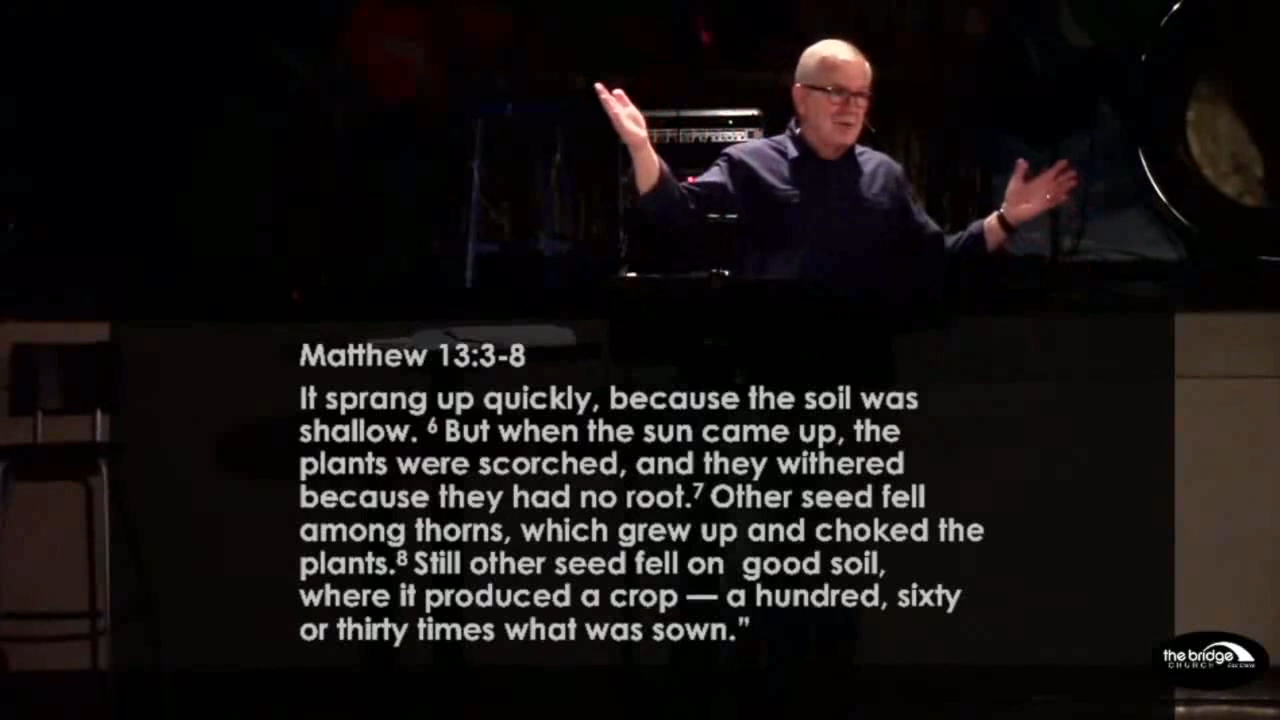 Matthew 13:3-8
It sprang up quickly, because the soil was
shallow. 6 But when the sun came up, the
plants were scorched, and they withered
because they had no root.7 Other seed fell
among thorns, which grew up and choked the
plants.8 Still other seed fell on good soil,
where it produced a crop — a hundred, sixty
or thirty times what was sown.”
the bridge
CHURCH